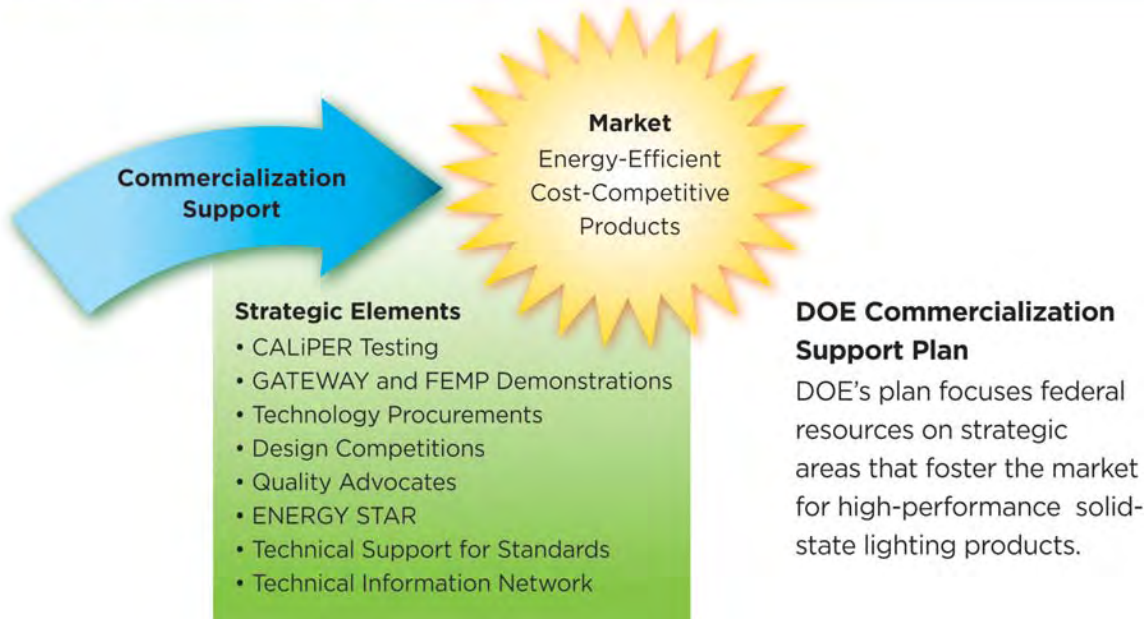 Commercialization
Support
Market
Energy-Efficient
Cost-Competitive
Products
Strategic Elements
• CALiPER Testing
• GATEWAY and FEMP Demonstrations
• Technology Procurements
• Design Competitions
• Quality Advocates
• ENERGY STAR
• Technical Support for Standards
• Technical Information Network
DOE Commercialization
Support Plan
DOE’s plan focuses federal
resources on strategic
areas that foster the market
for high-performance solid-
state lighting products.